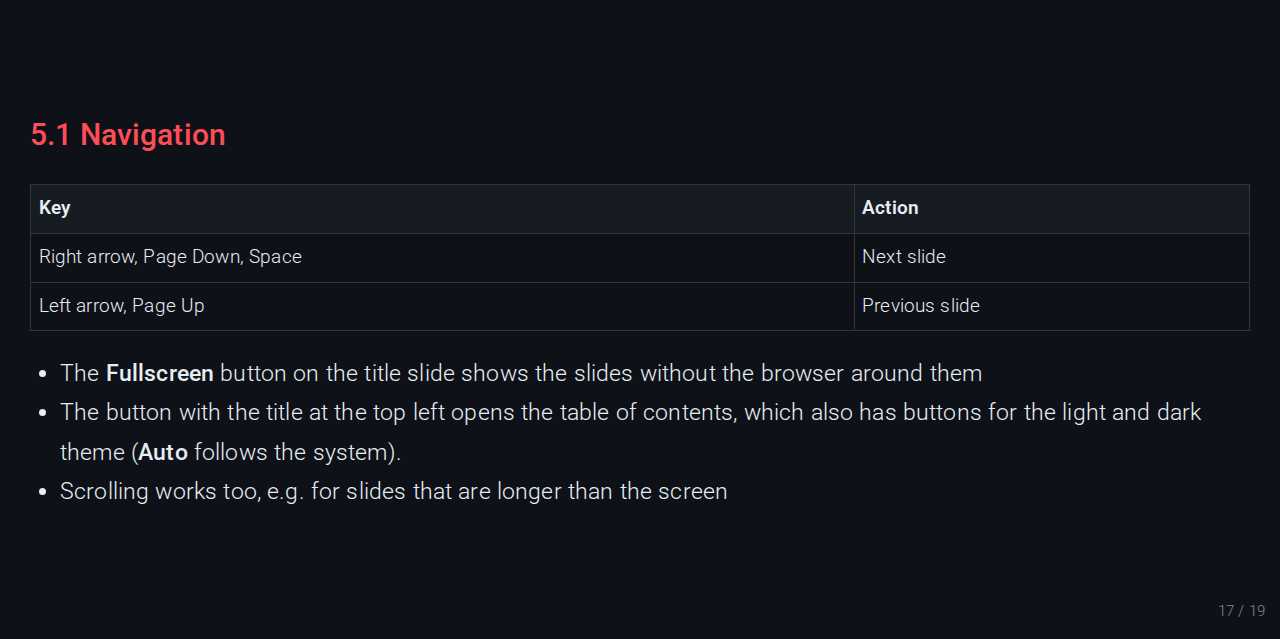 5.1 Navigation
Key Action
Right arrow, Page Down, Space Next slide
Left arrow, Page Up Previous slide
• The Fullscreen button on the title slide shows the slides without the browser around them
• The button with the title at the top left opens the table of contents, which also has buttons for the light and dark
theme (Auto follows the system).
• Scrolling works too, e.g. for slides that are longer than the screen
17 / 19